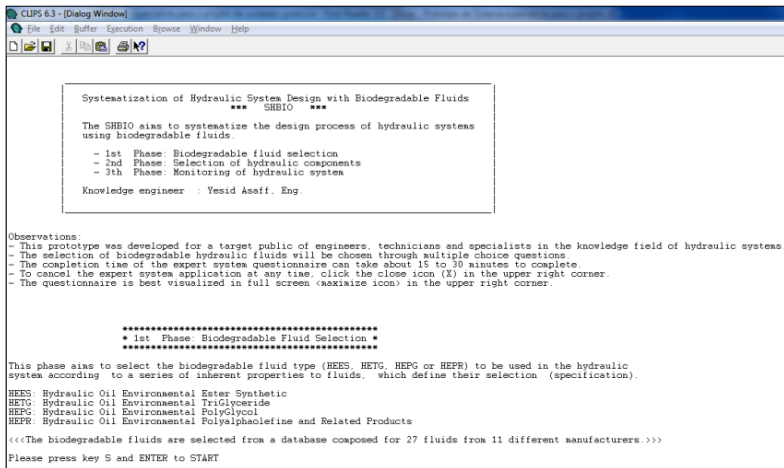 CLIPS 6.3 - [Dialog Window]
File Edit Buffer Execution Browse Window Help
Systematization of Hydraulic System Design with Biodegradable Fluids
*** SHBIO ***
The SHBIO aims to systematize the design process of hydraulic systems
using biodegradable fluids.
- 1st Phase: Biodegradable fluid selection
- 2nd Phase: Selection of hydraulic components
- 3th Phase: Monitoring of hydraulic system
Knowledge engineer : Yesid Asaff, Eng.
Observations:
- This prototype was developed for a target public of engineers, technicians and specialists in the knowledge field of hydraulic systems.
- The selection of biodegradable hydraulic fluids will be chosen through multiple choice questions.
- The completion time of the expert system questionnaire can take about 15 to 30 minutes to complete.
- To cancel the expert system application at any time, click the close icon (X) in the upper right corner.
- The questionnaire is best visualized in full screen <maximize icon> in the upper right corner.
********************************************
* 1st Phase: Biodegradable Fluid Selection *
********************************************
This phase aims to select the biodegradable fluid type (HEES, HETG, HEPG or HEPR) to be used in the hydraulic
system according to a series of inherent properties to fluids, which define their selection (specification).
HEES: Hydraulic Oil Environmental Ester Synthetic
HETG: Hydraulic Oil Environmental TriGlyceride
HEPG: Hydraulic Oil Environmental PolyGlycol
HEPR: Hydraulic Oil Environmental Polyalphaolefine and Related Products
<<<The biodegradable fluids are selected from a database composed for 27 fluids from 11 different manufacturers.>>>
Please press key S and ENTER to START